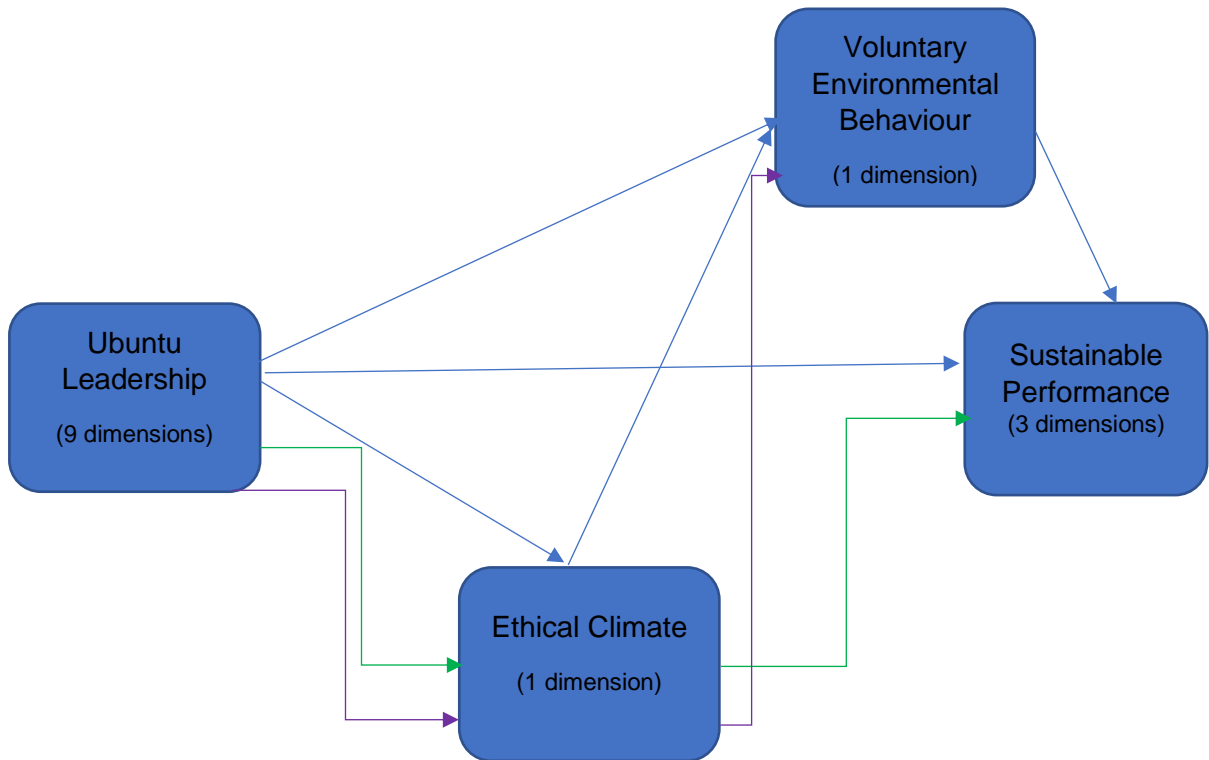 Voluntary
Environmental
Behaviour
(1 dimension)
Ubuntu
Leadership
(9 dimensions)
Sustainable
Performance
(3 dimensions)
Ethical Climate
(1 dimension)